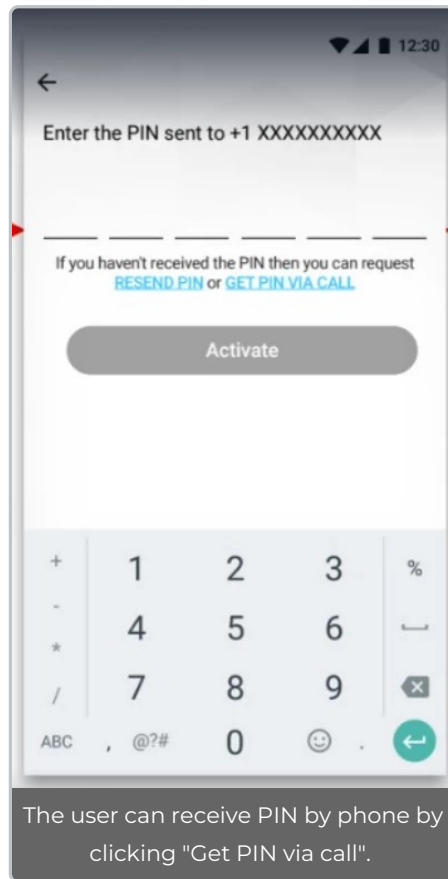 12:30
Enter the PIN sent to +1 XXXXXXXXXX
If you haven't received the PIN then you can request
RESEND PIN or GET PIN VIA CALL
Activate
+ 1 2 3 %
- 4 5 6
* 
/ 7 8 9
ABC , @?# 0 .
The user can receive PIN by phone by
clicking "Get PIN via call".